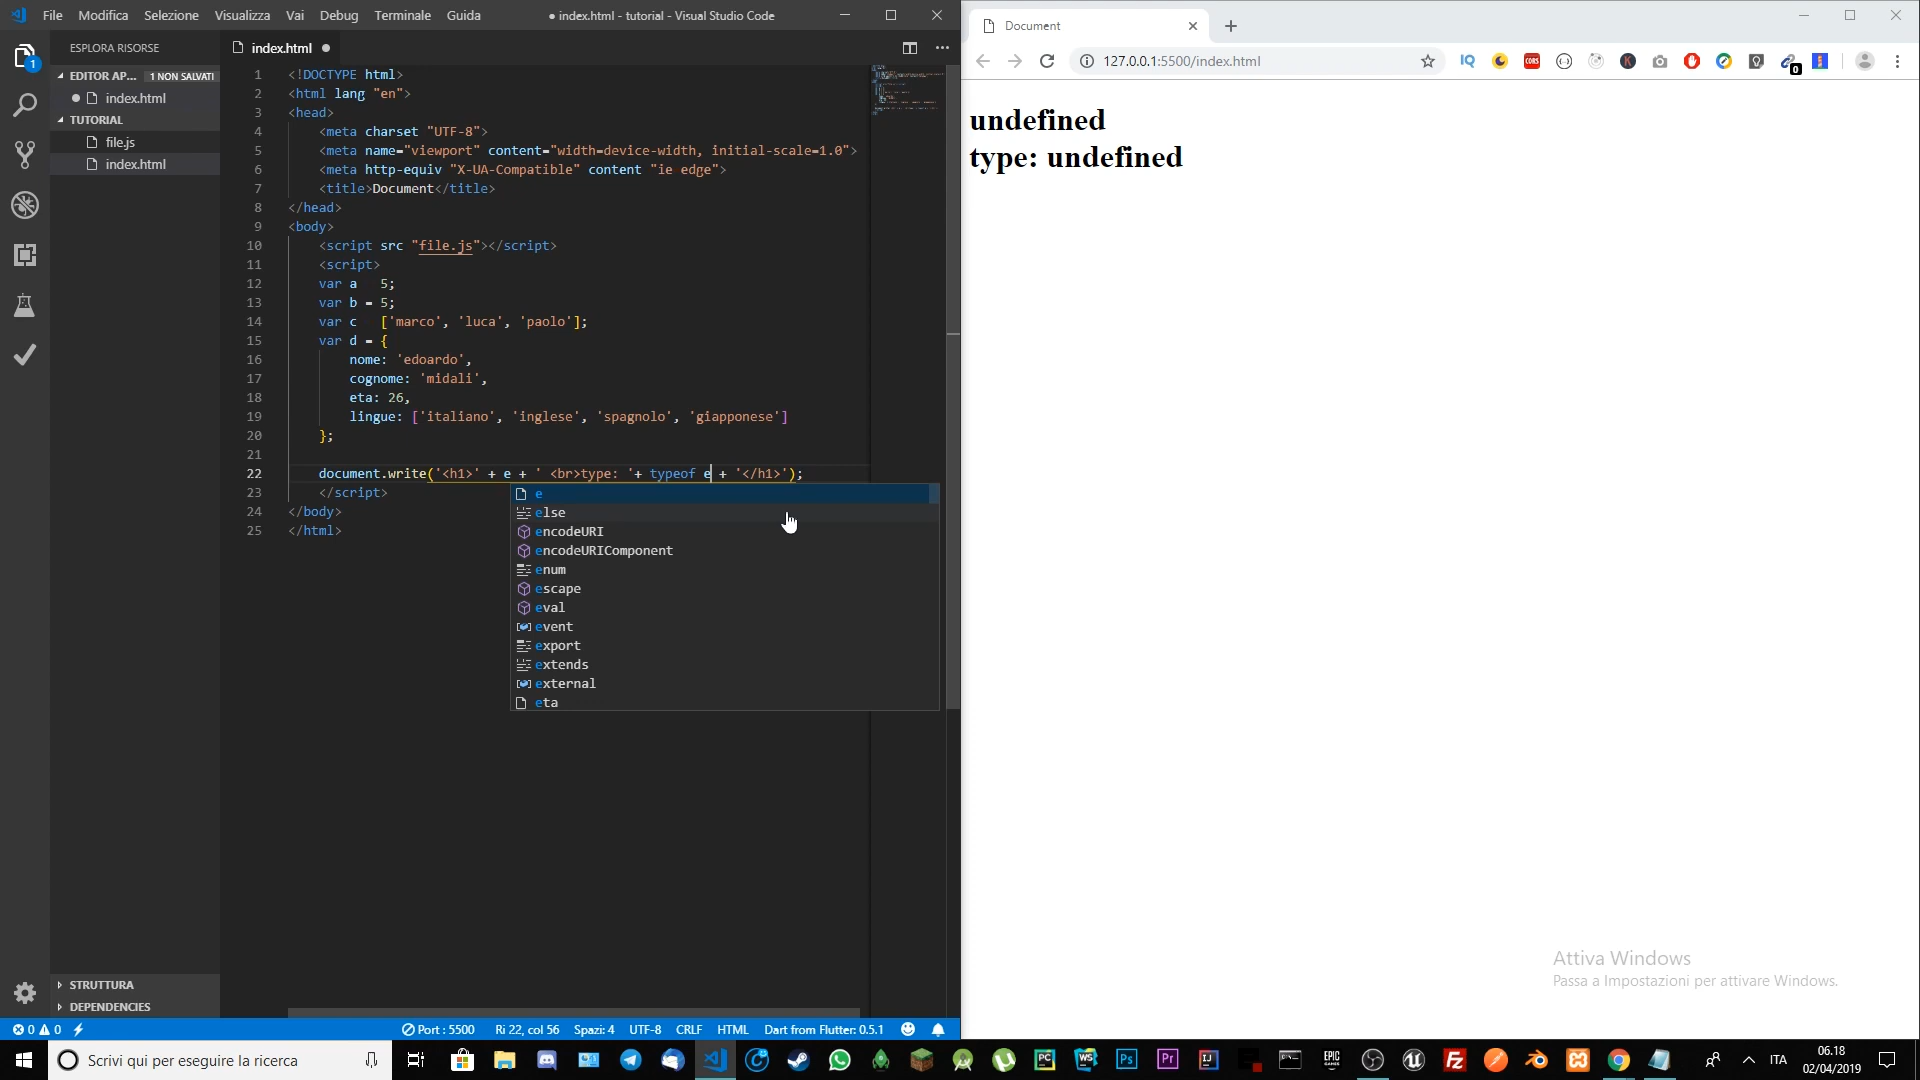 File Modifica Selezione Visualizza Vai Debug Terminale Guida
● index.html - tutorial - Visual Studio Code
ESPLORA RISORSE
EDITOR AP... 1 NON SALVATI
index.html
TUTORIAL
file.js
index.html
STRUTTURA
DEPENDENCIES
1
index.html
1 <!DOCTYPE html>
2 <html lang "en">
3 <head>
4 <meta charset "UTF-8">
5 <meta name="viewport" content="width=device-width, initial-scale=1.0">
6 <meta http-equiv "X-UA-Compatible" content "ie edge">
7 <title>Document</title>
8 </head>
9 <body>
10 <script src "file.js"></script>
11 <script>
12 var a 5;
13 var b = 5;
14 var c ['marco', 'luca', 'paolo'];
15 var d = {
16 nome: 'edoardo',
17 cognome: 'midali',
18 eta: 26,
19 lingue: ['italiano', 'inglese', 'spagnolo', 'giapponese']
20 };
21
22 document.write('<h1>' + e + ' <br>type: '+ typeof e + '</h1>');
23 </script>
24 </body>
25 </html>
e
else
encodeURI
encodeURIComponent
enum
escape
eval
event
export
extends
external
eta
0 0 Port : 5500 Ri 22, col 56 Spazi: 4 UTF-8 CRLF HTML Dart from Flutter: 0.5.1
Document
127.0.0.1:5500/index.html
undefined
type: undefined
Attiva Windows
Passa a Impostazioni per attivare Windows.
Scrivi qui per eseguire la ricerca
ITA
06.18
02/04/2019